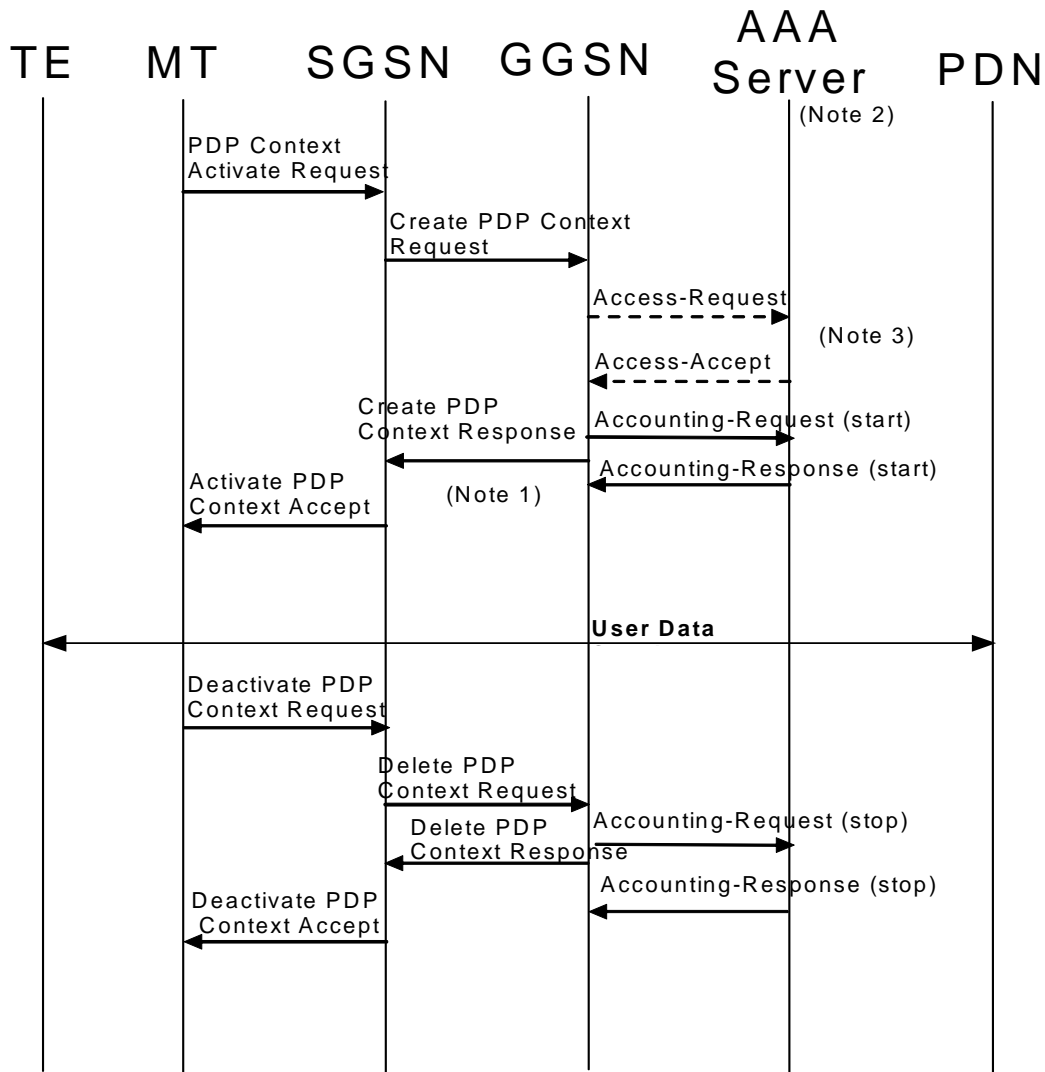 TE
MT
SGSN
GGSN
AAA
Server
PDN
(Note 2)
PDP Context
Activate Request
Create PDP Context
Request
Access-Request
(Note 3)
Access-Accept
Create PDP
Context Response
Accounting-Request (start)
Accounting-Response (start)
Activate PDP
Context Accept
(Note 1)
User Data
Deactivate PDP
Context Request
Delete PDP
Context Request
Accounting-Request (stop)
Delete PDP
Context Response
Accounting-Response (stop)
Deactivate PDP
Context Accept